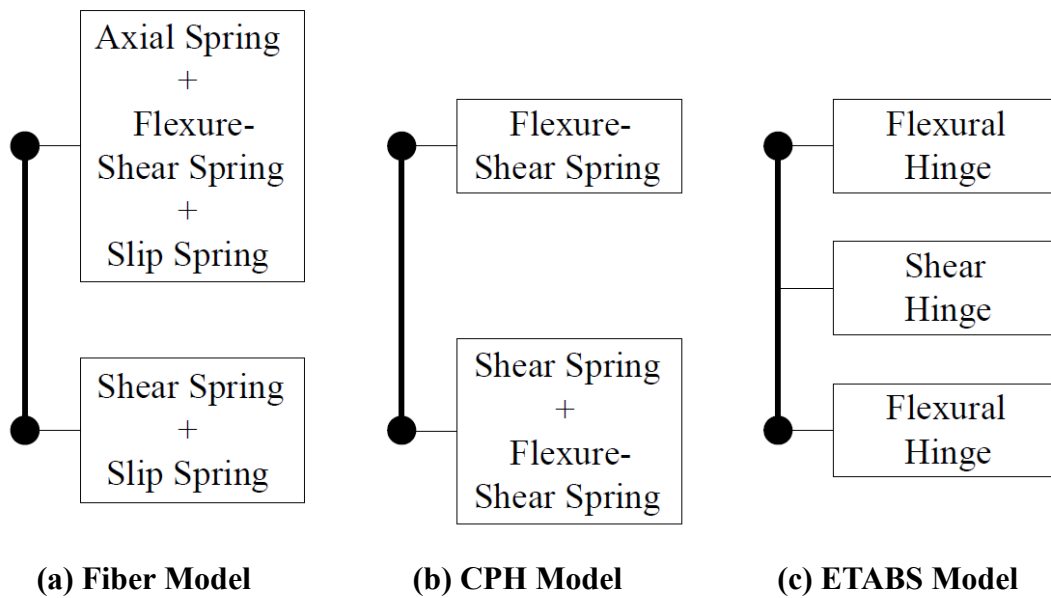 Axial Spring
+
Flexure-
Shear Spring
+
Slip Spring
Shear Spring
+
Slip Spring
(a) Fiber Model
Flexure-
Shear Spring
Shear Spring
+
Flexure-
Shear Spring
(b) CPH Model
Flexural
Hinge
Shear
Hinge
Flexural
Hinge
(c) ETABS Model